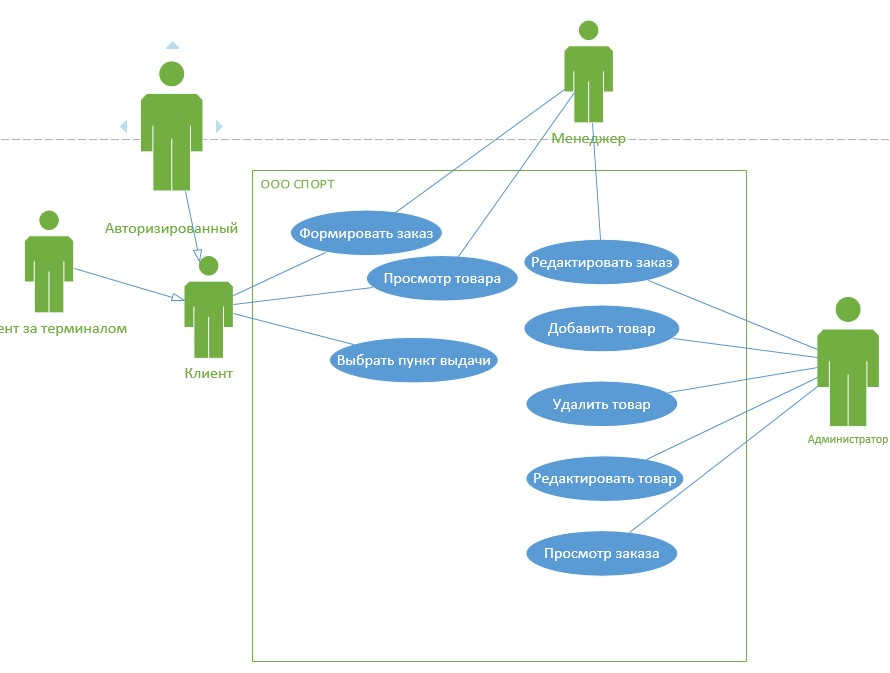 Менеджер
ООО СПОРТ
Авторизированный
Формировать заказ
Просмотр товара
Редактировать заказ
за терминалом
Добавить товар
Клиент
Выбрать пункт выдачи
Удалить товар
Администратор
Редактировать товар
Просмотр заказа